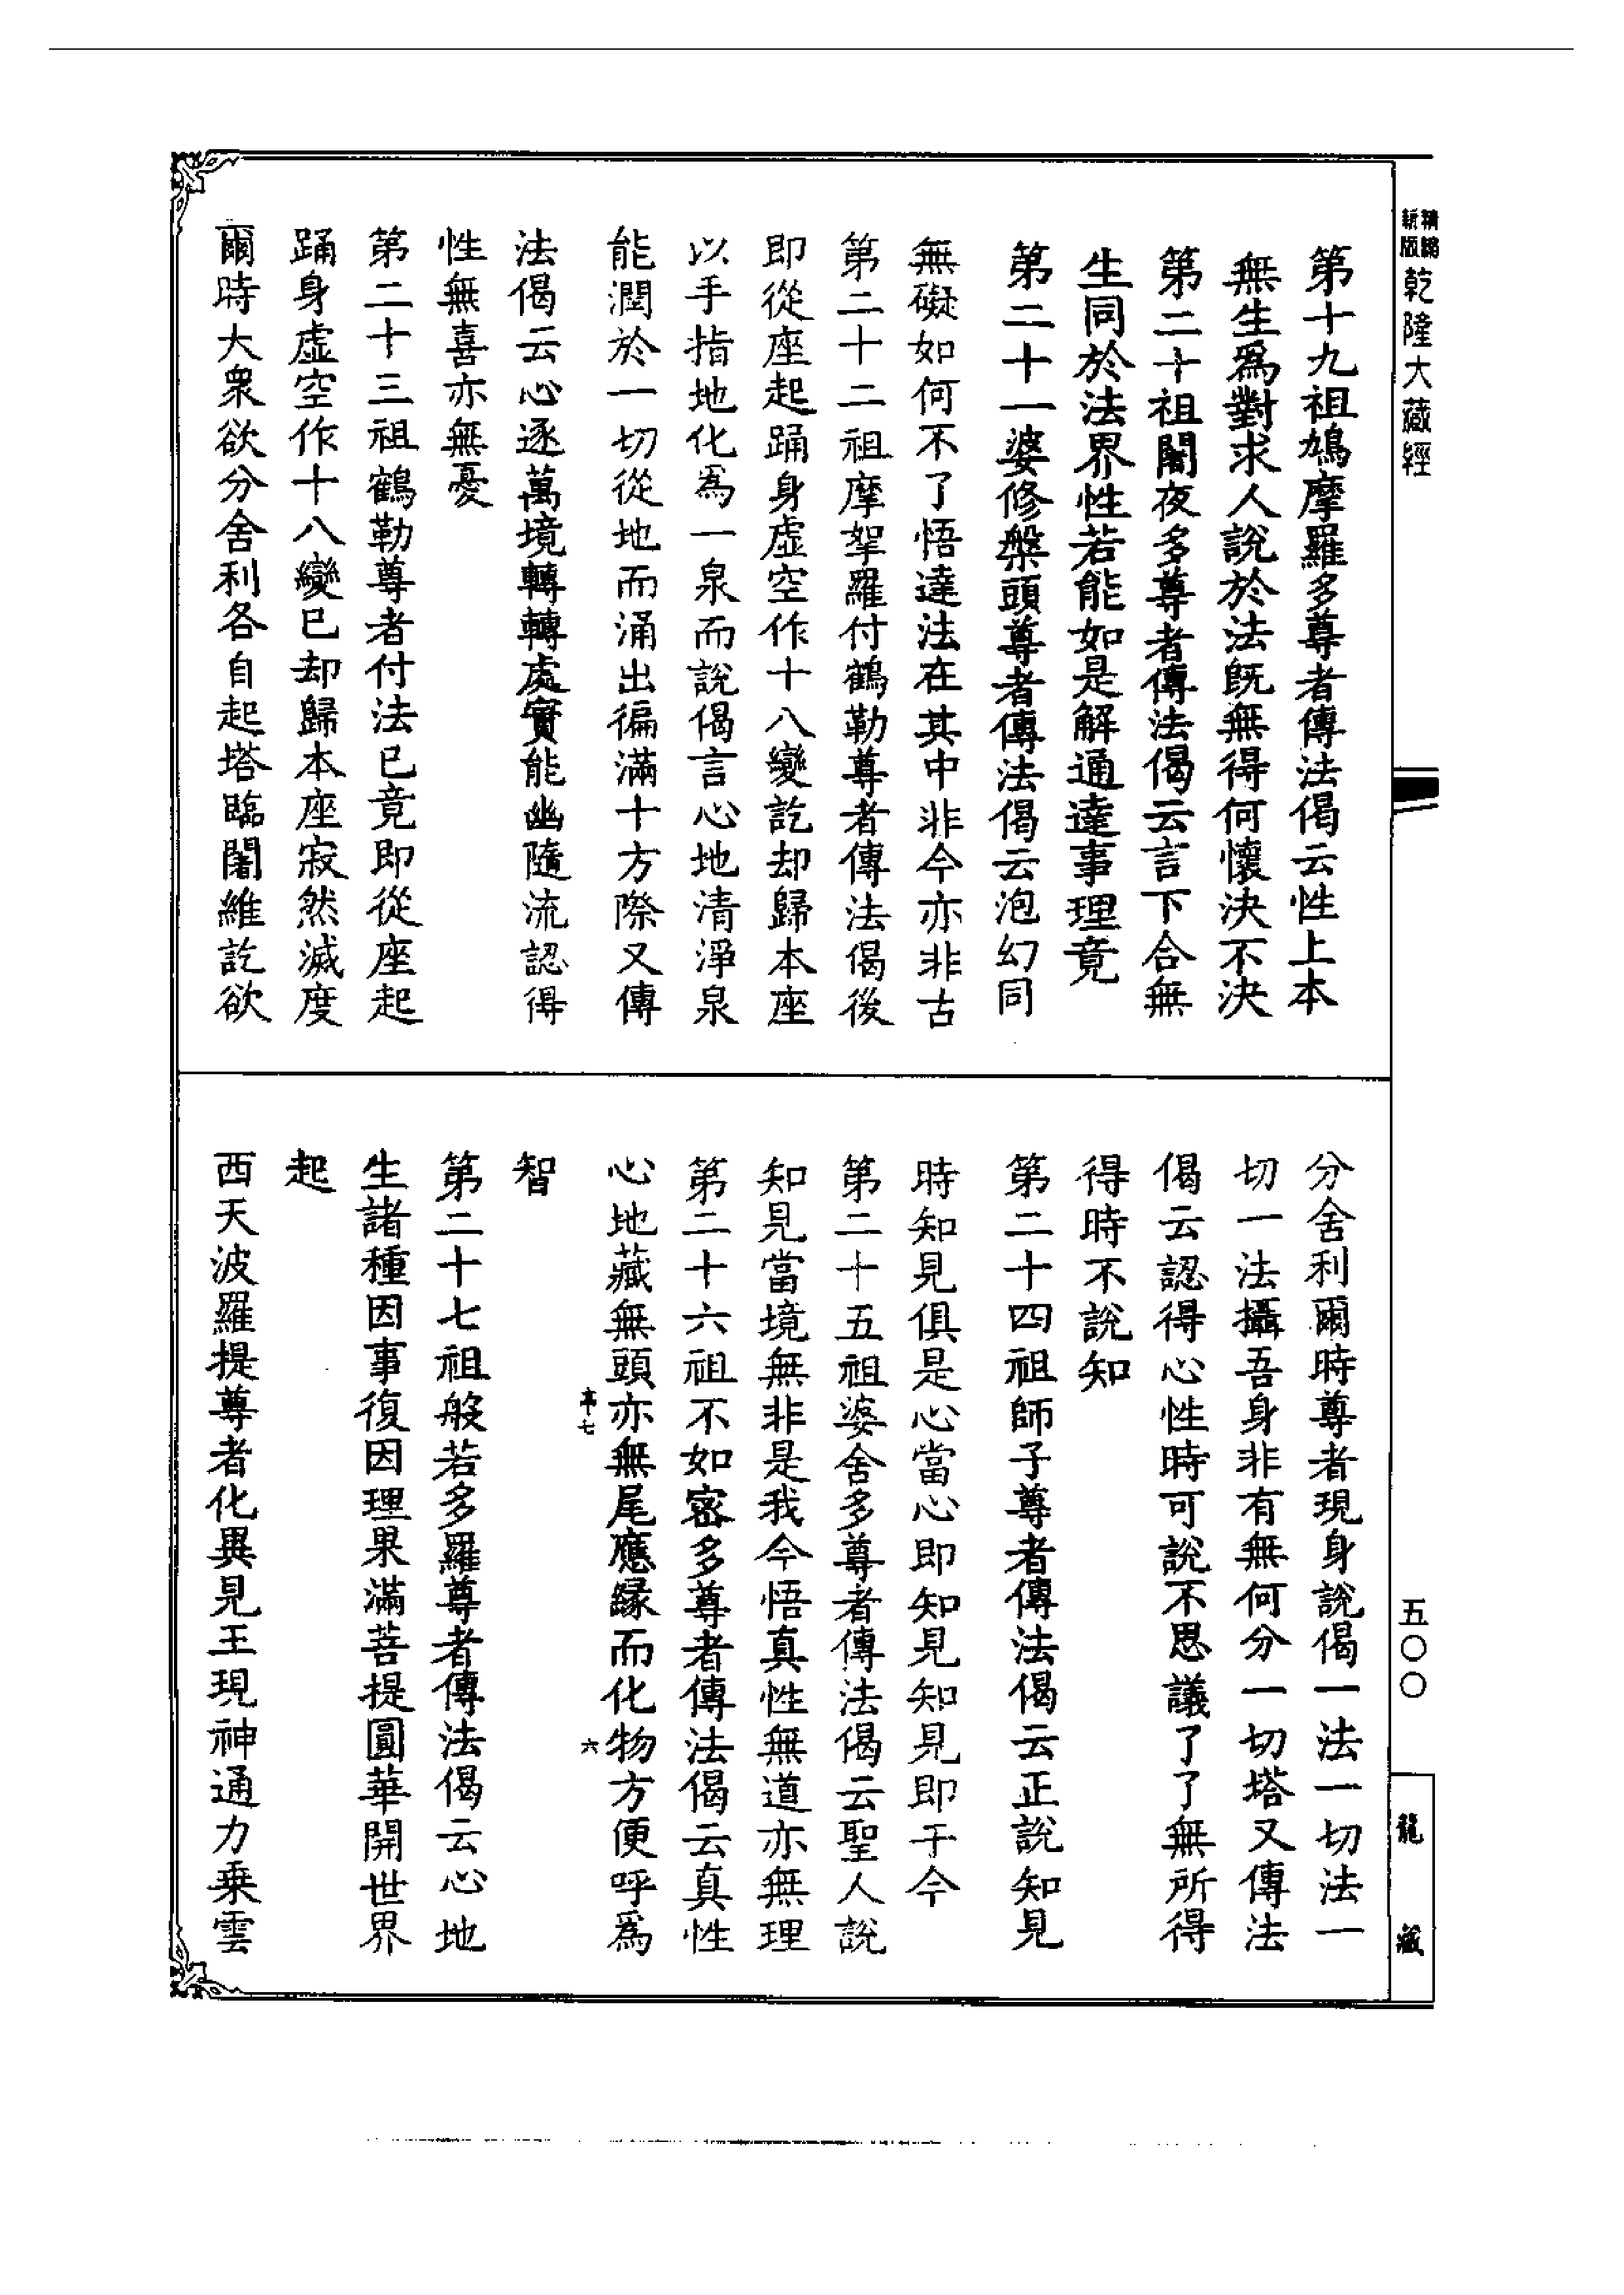 精編
新版
乾隆大藏經
第十九祖鳩摩羅多尊者傳法偈云性上本
無生爲對求人說於法旣無得何懷決不決
第二十祖闍夜多尊者傳法偈云言下合無
生同於法界性若能如是解通達事理竟
第二十一婆修槃頭尊者傳法偈云泡幻同
無礙如何不了悟達法在其中非今亦非古
第二十二祖摩拏羅付鶴勒尊者傳法偈後
即從座起踊身虛空作十八變訖却歸本座
以手指地化爲一泉而說偈言心地清淨泉
能潤於一切從地而涌出徧滿十方際又傳
法偈云心逐萬境轉轉處實能幽隨流認得
性無喜亦無憂
第二十三祖鶴勒尊者付法已竟即從座起
踊身虛空作十八變已却歸本座寂然滅度
爾時大衆欲分舍利各自起塔臨闍維訖欲
分舍利爾時尊者現身說偈一法一切法一
切一法攝吾身非有無何分一切塔又傳法
偈云認得心性時可說不思議了了無所得
得時不說知
第二十四祖師子尊者傳法偈云正說知見
時知見俱是心當心即知見知見即于今
第二十五祖婆舍多尊者傳法偈云聖人說
知見當境無非是我今悟真性無道亦無理
第二十六祖不如密多尊者傳法偈云真性
心地藏無頭亦無尾應緣而化物方便呼爲
七
六
智
第二十七祖般若多羅尊者傳法偈云心地
生諸種因事復因理果滿菩提圓華開世界
起
西天波羅提尊者化異見王現神通力乗雲
五〇〇
龍藏